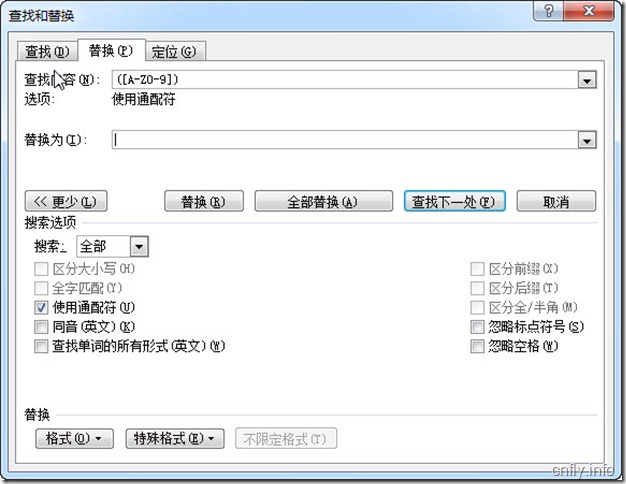 查找和替换
查找(D) 替换(P) 定位(G)
查找内容(N): ([A-Z0-9])
选项: 使用通配符
替换为(I):
<< 更少(L) 替换(R) 全部替换(A) 查找下一处(F) 取消
搜索选项
搜索: 全部
区分大小写(H) 区分前缀(X)
全字匹配(Y) 区分后缀(T)
使用通配符(U) 区分全/半角(M)
同音(英文)(K) 忽略标点符号(S)
查找单词的所有形式(英文)(W) 忽略空格(W)
替换
格式(O) 特殊格式(E) 不限定格式(T)
cnfly.info